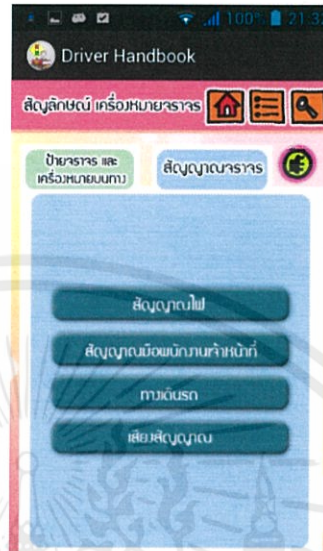 100% 21:3
Driver Handbook
สัญลักษณ์ เครื่องหมายจราจร
ป้ายจราจร และ
เครื่องหมายบนทาง
สัญญาณจราจร
สัญญาณไฟ
สัญญาณมือพนักงานเจ้าหน้าที่
ทางเดินรถ
เสียงสัญญาณ